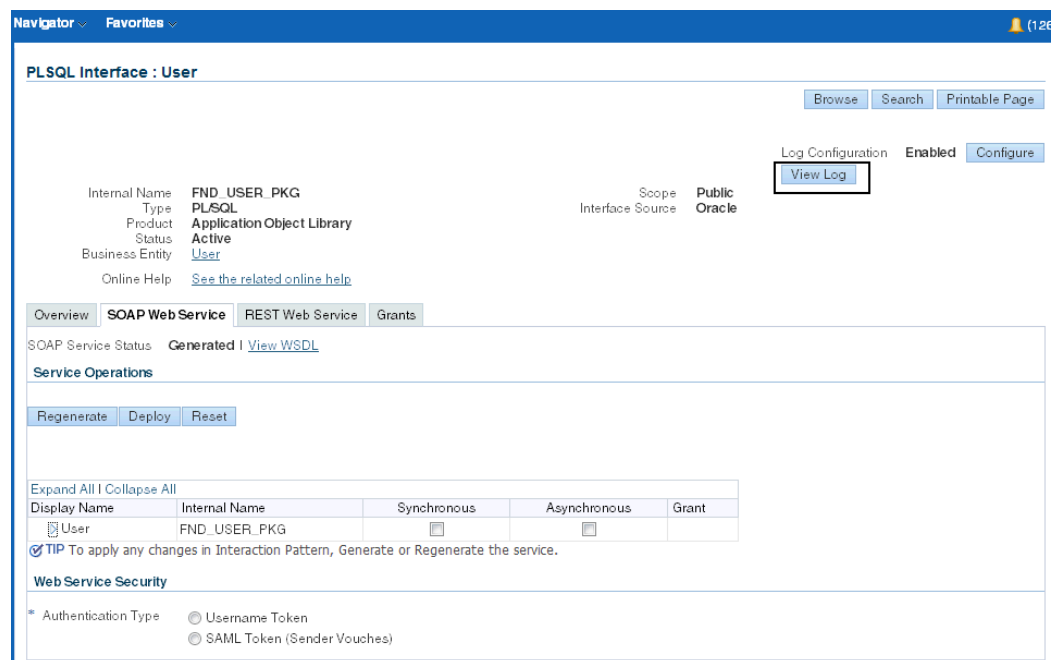 Navigator Favorites (126
PLSQL Interface : User
Browse Search Printable Page
Log Configuration Enabled Configure
View Log
Internal Name FND_USER_PKG Scope Public
Type PL/SQL Interface Source Oracle
Product Application Object Library
Status Active
Business Entity User
Online Help See the related online help
Overview SOAP Web Service REST Web Service Grants
SOAP Service Status Generated | View WSDL
Service Operations
Regenerate Deploy Reset
Expand All | Collapse All
Display Name Internal Name Synchronous Asynchronous Grant
User FND_USER_PKG
TIP To apply any changes in Interaction Pattern, Generate or Regenerate the service.
Web Service Security
* Authentication Type Username Token
SAML Token (Sender Vouches)